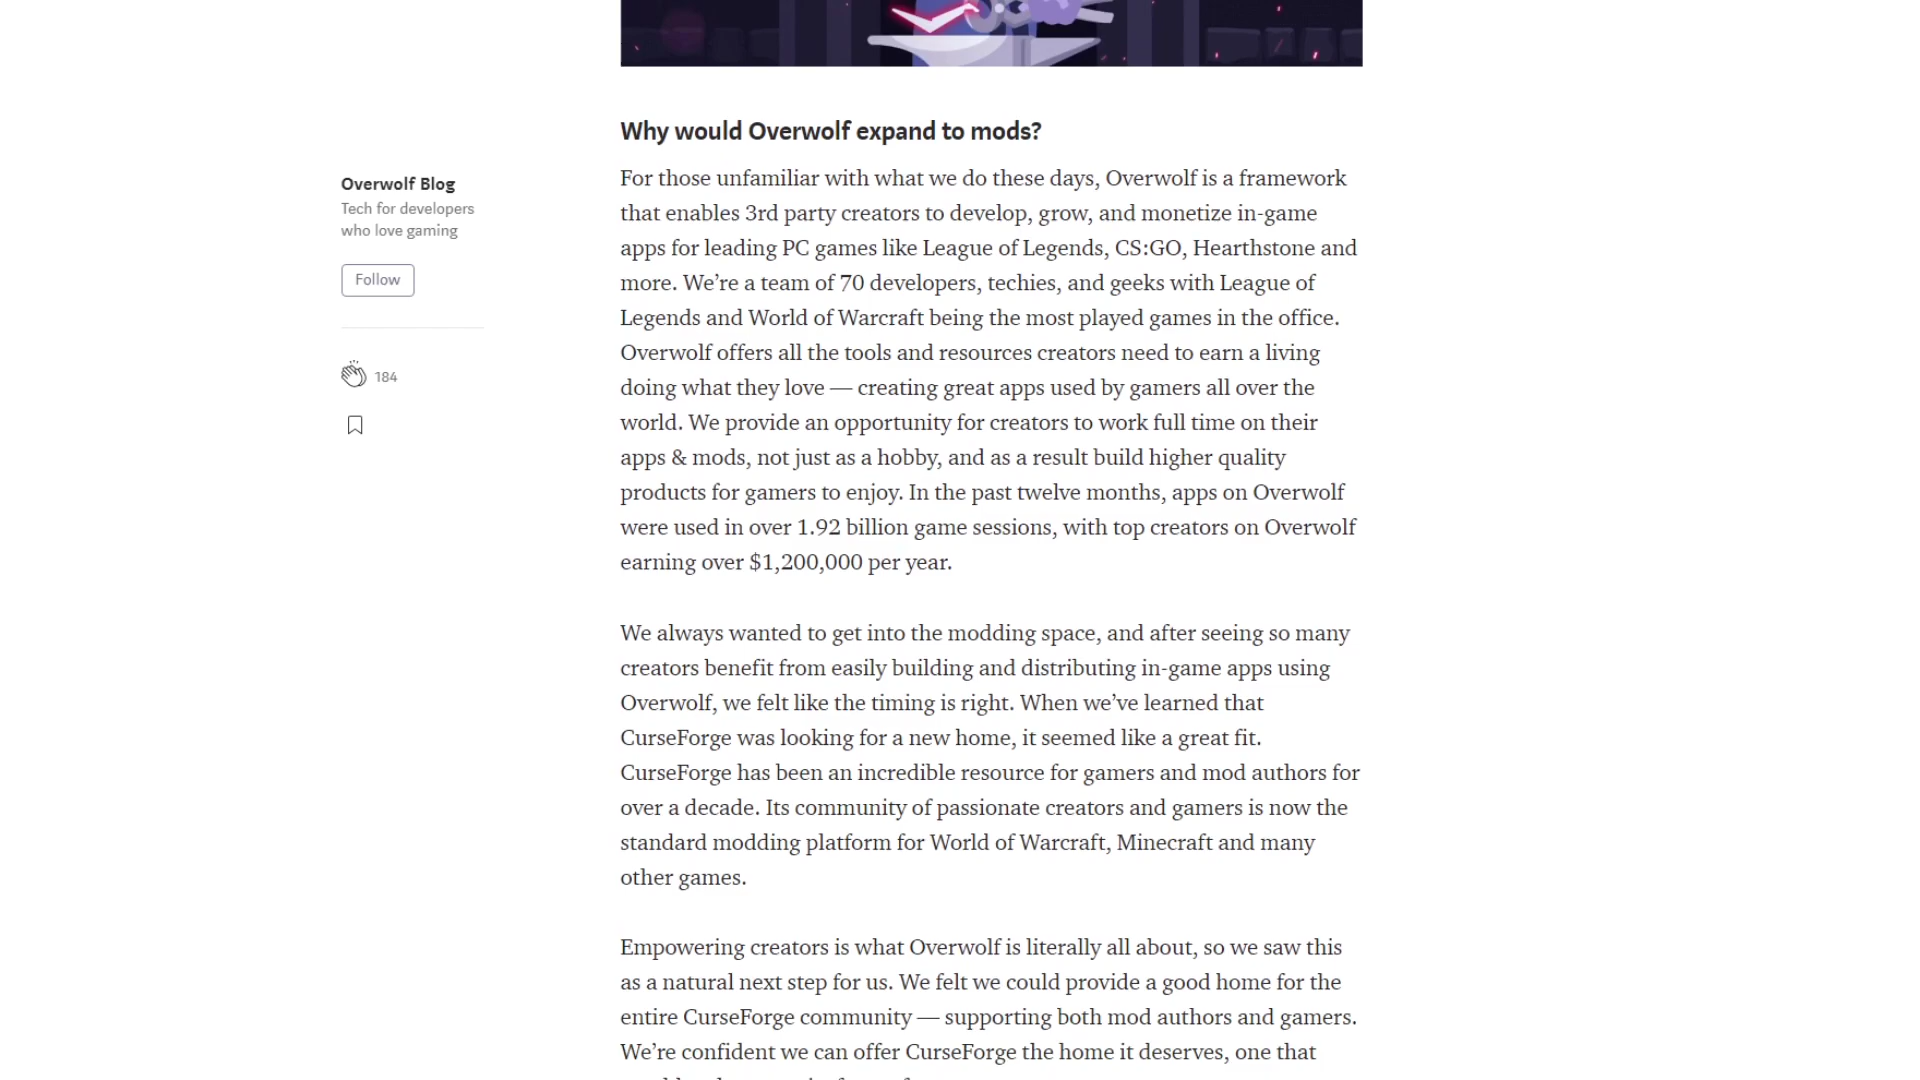 Why would Overwolf expand to mods?
Overwolf Blog
Tech for developers
who love gaming
Follow
184
For those unfamiliar with what we do these days, Overwolf is a framework
that enables 3rd party creators to develop, grow, and monetize in-game
apps for leading PC games like League of Legends, CS:GO, Hearthstone and
more. We’re a team of 70 developers, techies, and geeks with League of
Legends and World of Warcraft being the most played games in the office.
Overwolf offers all the tools and resources creators need to earn a living
doing what they love — creating great apps used by gamers all over the
world. We provide an opportunity for creators to work full time on their
apps & mods, not just as a hobby, and as a result build higher quality
products for gamers to enjoy. In the past twelve months, apps on Overwolf
were used in over 1.92 billion game sessions, with top creators on Overwolf
earning over $1,200,000 per year.
We always wanted to get into the modding space, and after seeing so many
creators benefit from easily building and distributing in-game apps using
Overwolf, we felt like the timing is right. When we’ve learned that
CurseForge was looking for a new home, it seemed like a great fit.
CurseForge has been an incredible resource for gamers and mod authors for
over a decade. Its community of passionate creators and gamers is now the
standard modding platform for World of Warcraft, Minecraft and many
other games.
Empowering creators is what Overwolf is literally all about, so we saw this
as a natural next step for us. We felt we could provide a good home for the
entire CurseForge community — supporting both mod authors and gamers.
We’re confident we can offer CurseForge the home it deserves, one that